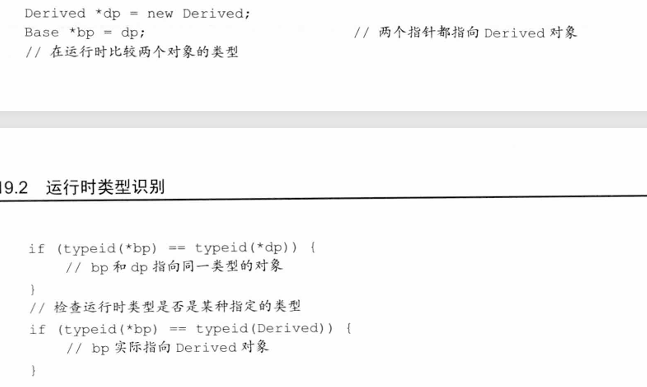 Derived *dp = new Derived;
Base *bp = dp; // 两个指针都指向 Derived 对象
// 在运行时比较两个对象的类型
19.2 运行时类型识别
if (typeid(*bp) == typeid(*dp)) {
// bp 和 dp 指向同一类型的对象
}
// 检查运行时类型是否是某种指定的类型
if (typeid(*bp) == typeid(Derived)) {
// bp 实际指向 Derived 对象
}